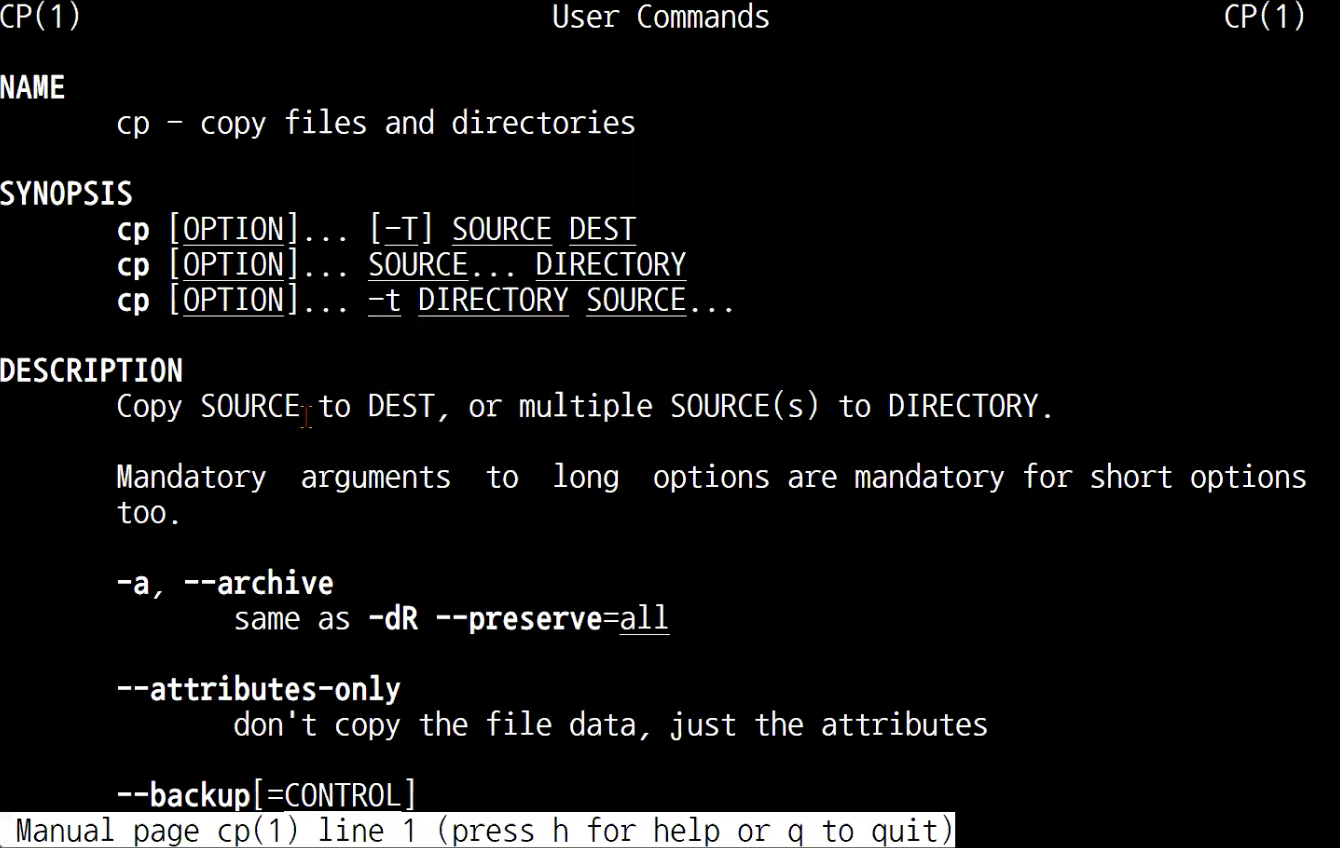 CP(1) User Commands CP(1)
NAME
cp - copy files and directories
SYNOPSIS
cp [OPTION]... [-T] SOURCE DEST
cp [OPTION]... SOURCE... DIRECTORY
cp [OPTION]... -t DIRECTORY SOURCE...
DESCRIPTION
Copy SOURCE to DEST, or multiple SOURCE(s) to DIRECTORY.
Mandatory arguments to long options are mandatory for short options
too.
-a, --archive
same as -dR --preserve=all
--attributes-only
don't copy the file data, just the attributes
--backup[=CONTROL]
Manual page cp(1) line 1 (press h for help or q to quit)